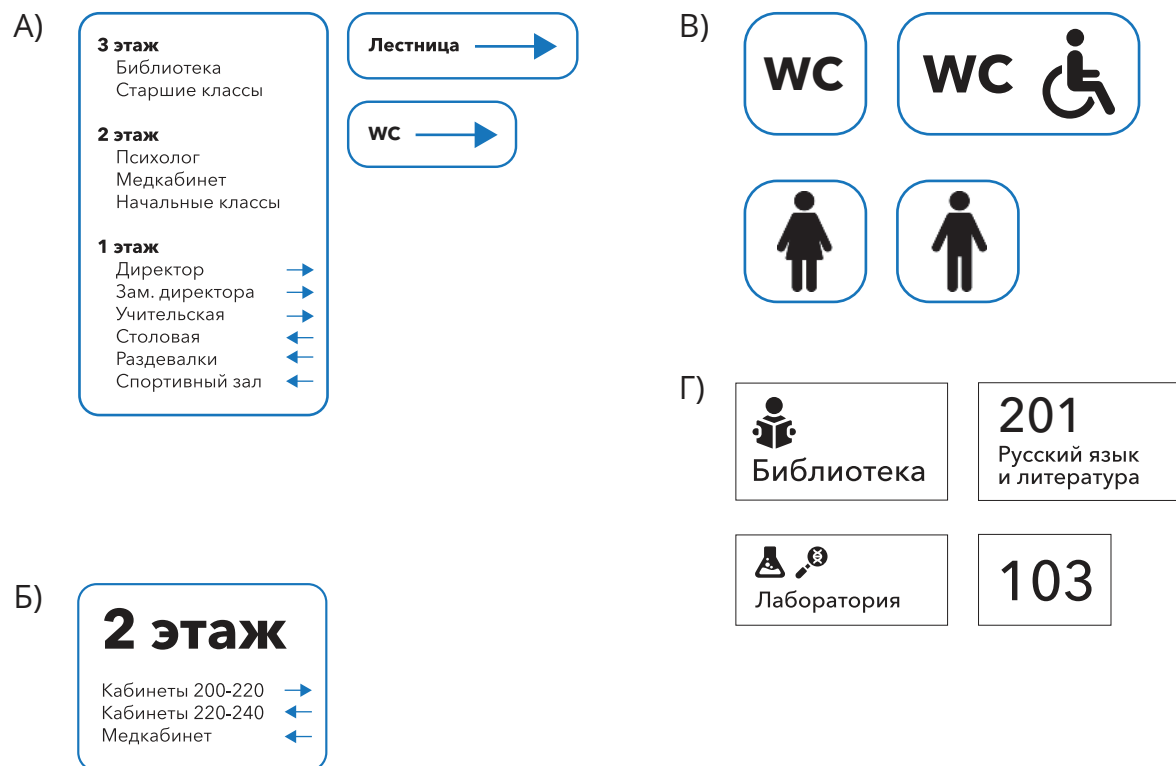 А)
3 этаж
Библиотека
Старшие классы
2 этаж
Психолог
Медкабинет
Начальные классы
1 этаж
Директор
Зам. директора
Учительская
Столовая
Раздевалки
Спортивный зал
Лестница
WC
Б)
2 этаж
Кабинеты 200-220
Кабинеты 220-240
Медкабинет
В)
WC
WC
Г)
Библиотека
201
Русский язык
и литература
Лаборатория
103